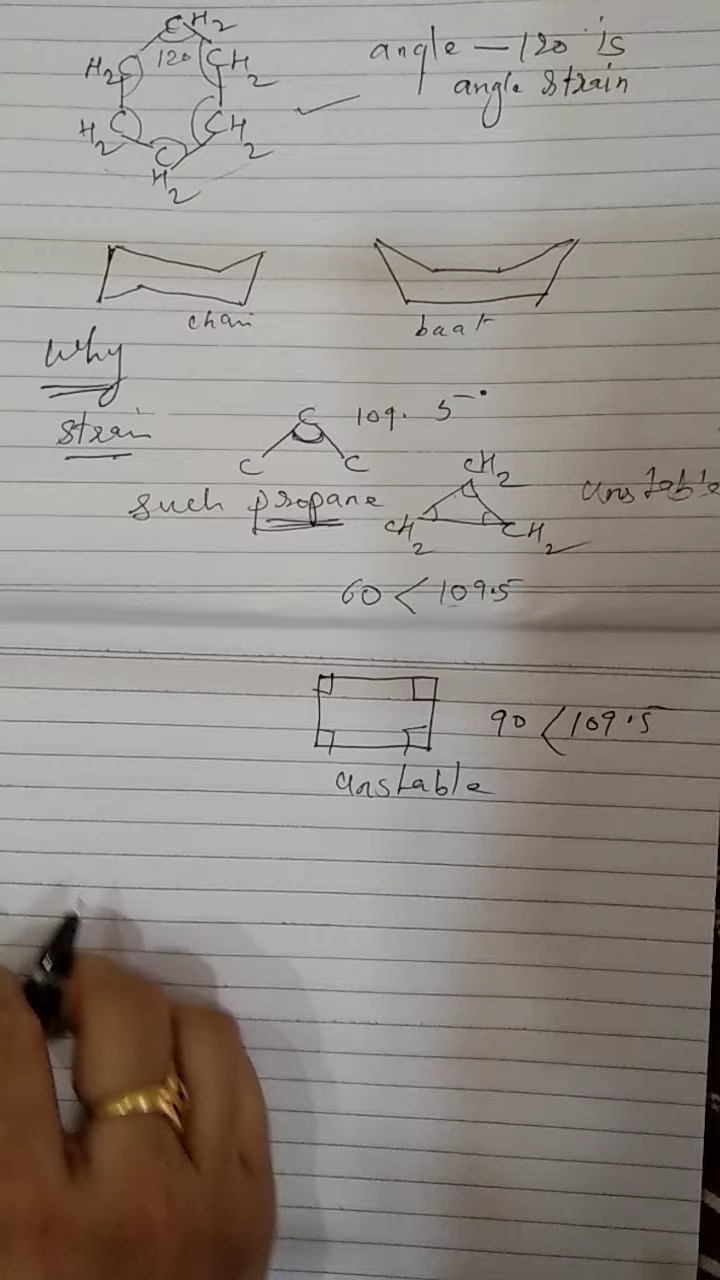 CH2
H2C 120 CH2
H2C CH2
C
H2
angle - 120 is
angle strain
chair
baat
Why
strain
C 109.5°
C C
such propane
CH2
CH2 CH2
unstable
60 < 109.5
90 < 109.5
unstable